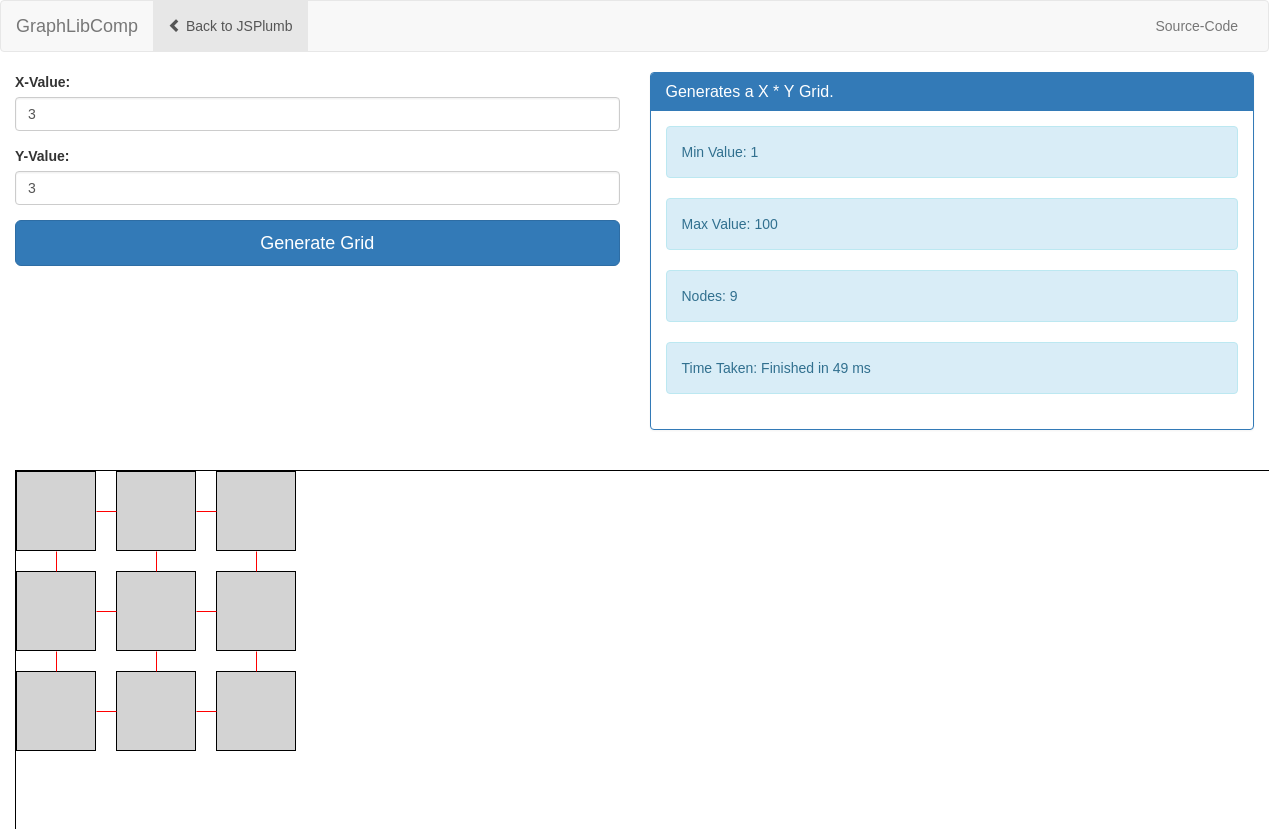 GraphLibComp
Back to JSPlumb
Source-Code
X-Value:
3
Y-Value:
3
Generate Grid
Generates a X * Y Grid.
Min Value: 1
Max Value: 100
Nodes: 9
Time Taken: Finished in 49 ms